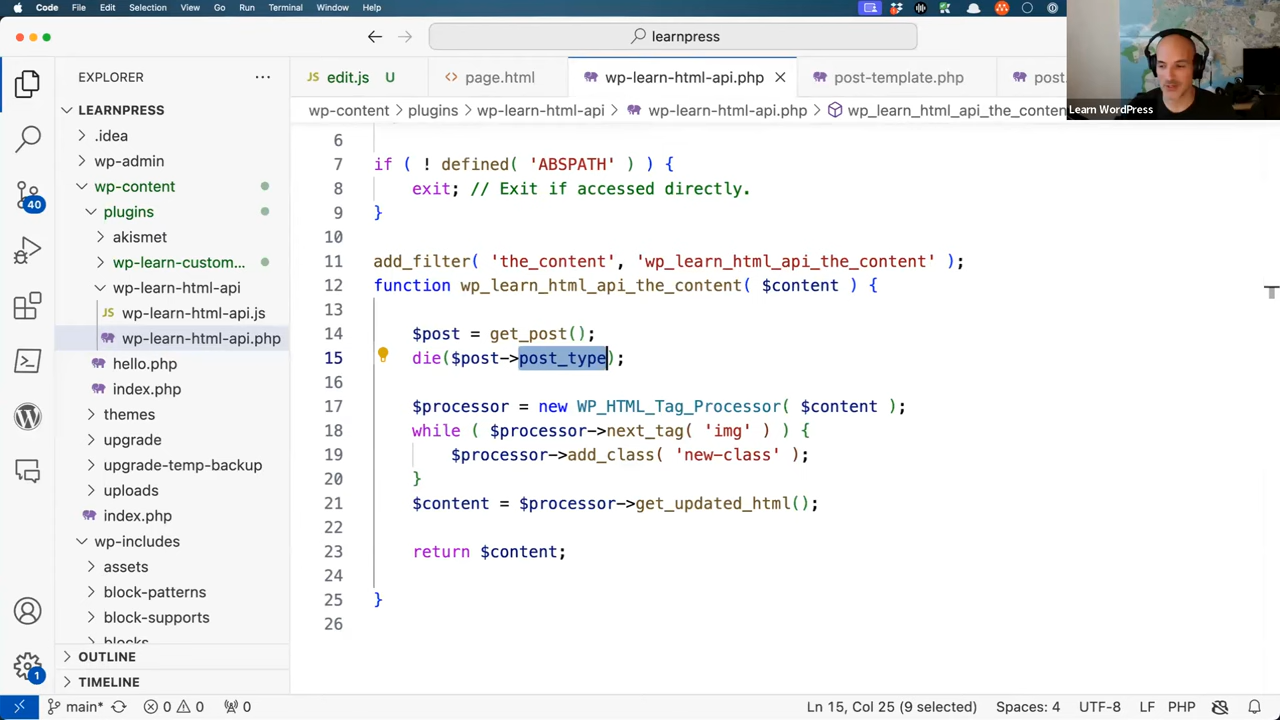 Code File Edit Selection View Go Run Terminal Window Help
learnpress
EXPLORER
edit.js U
page.html
wp-learn-html-api.php
post-template.php
post.
Learn WordPress
LEARNPRESS
wp-content > plugins > wp-learn-html-api > wp-learn-html-api.php > wp_learn_html_api_the_conten
.idea
wp-admin
wp-content
plugins
akismet
wp-learn-custom...
wp-learn-html-api
wp-learn-html-api.js
wp-learn-html-api.php
hello.php
index.php
themes
upgrade
upgrade-temp-backup
uploads
index.php
wp-includes
assets
block-patterns
block-supports
blocks
OUTLINE
TIMELINE
40
1
6
7 if ( ! defined( 'ABSPATH' ) ) {
8 exit; // Exit if accessed directly.
9 }
10
11 add_filter( 'the_content', 'wp_learn_html_api_the_content' );
12 function wp_learn_html_api_the_content( $content ) {
13
14 $post = get_post();
15 die($post->post_type);
16
17 $processor = new WP_HTML_Tag_Processor( $content );
18 while ( $processor->next_tag( 'img' ) ) {
19 $processor->add_class( 'new-class' );
20 }
21 $content = $processor->get_updated_html();
22
23 return $content;
24
25 }
26
main* 0 0 0
Ln 15, Col 25 (9 selected) Spaces: 4 UTF-8 LF PHP